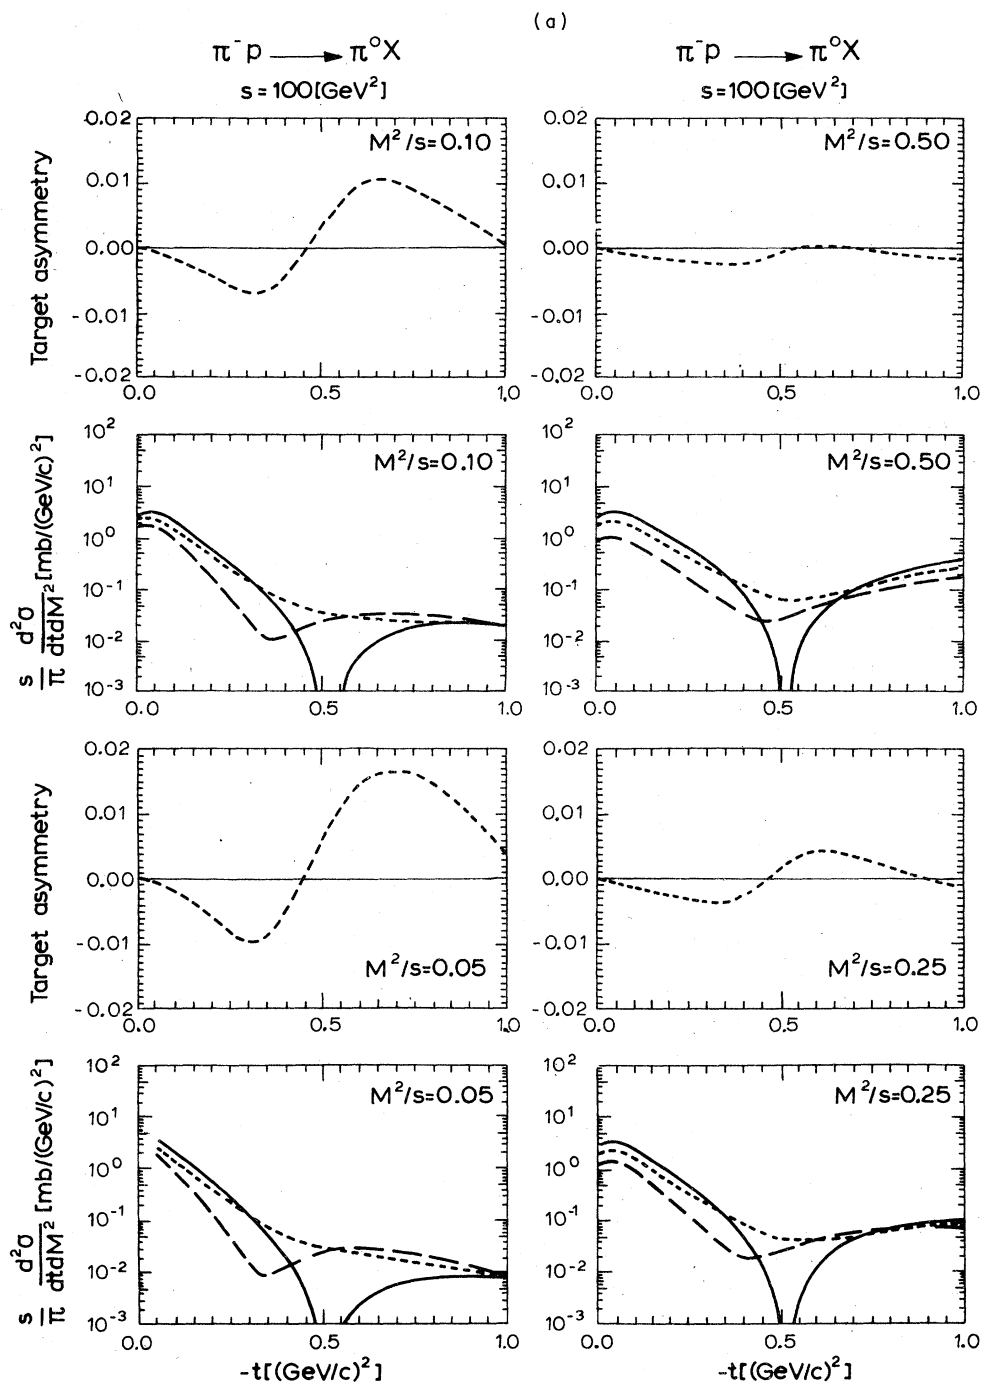 (a)
π⁻p ⟶ π⁰X
s=100[GeV²]
π⁻p ⟶ π⁰X
s=100[GeV²]
Target asymmetry
0.02
0.01
0.00
-0.01
-0.02
M²/s=0.10
0.0 0.5 1.0
0.02
0.01
0.00
-0.01
-0.02
M²/s=0.50
0.0 0.5 1.0
s/π d²σ/dtdM² [mb/(GeV/c)²]
10²
10¹
10⁰
10⁻¹
10⁻²
10⁻³
M²/s=0.10
0.0 0.5 1.0
10²
10¹
10⁰
10⁻¹
10⁻²
10⁻³
M²/s=0.50
0.0 0.5 1.0
Target asymmetry
0.02
0.01
0.00
-0.01
-0.02
M²/s=0.05
0.0 0.5 1.0
0.02
0.01
0.00
-0.01
-0.02
M²/s=0.25
0.0 0.5 1.0
s/π d²σ/dtdM² [mb/(GeV/c)²]
10²
10¹
10⁰
10⁻¹
10⁻²
10⁻³
M²/s=0.05
0.0 0.5 1.0
-t[(GeV/c)²]
10²
10¹
10⁰
10⁻¹
10⁻²
10⁻³
M²/s=0.25
0.0 0.5 1.0
-t[(GeV/c)²]